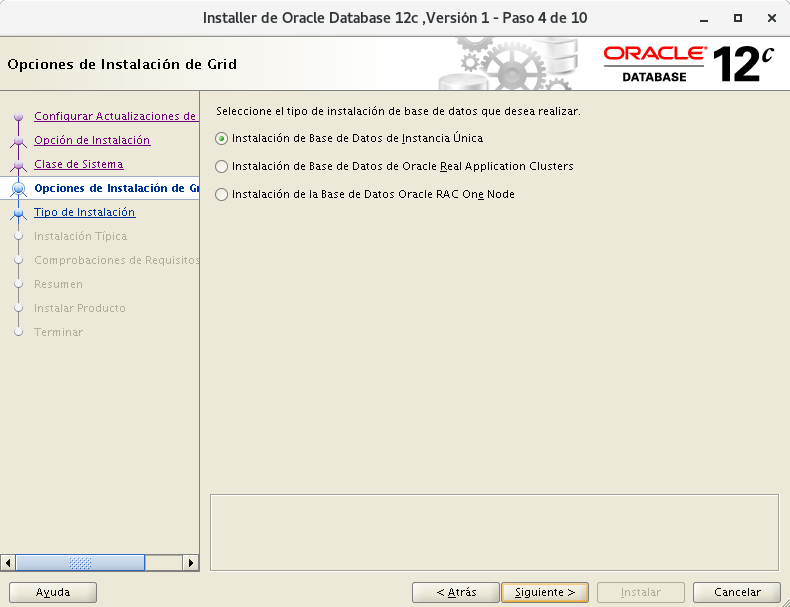 Installer de Oracle Database 12c ,Versión 1 - Paso 4 de 10
Opciones de Instalación de Grid
ORACLE®
DATABASE
12c
Configurar Actualizaciones de
Opción de Instalación
Clase de Sistema
Opciones de Instalación de Gr
Tipo de Instalación
Instalación Típica
Comprobaciones de Requisitos
Resumen
Instalar Producto
Terminar
Seleccione el tipo de instalación de base de datos que desea realizar.
Instalación de Base de Datos de Instancia Única
Instalación de Base de Datos de Oracle Real Application Clusters
Instalación de la Base de Datos Oracle RAC One Node
Ayuda
< Atrás
Siguiente >
Instalar
Cancelar